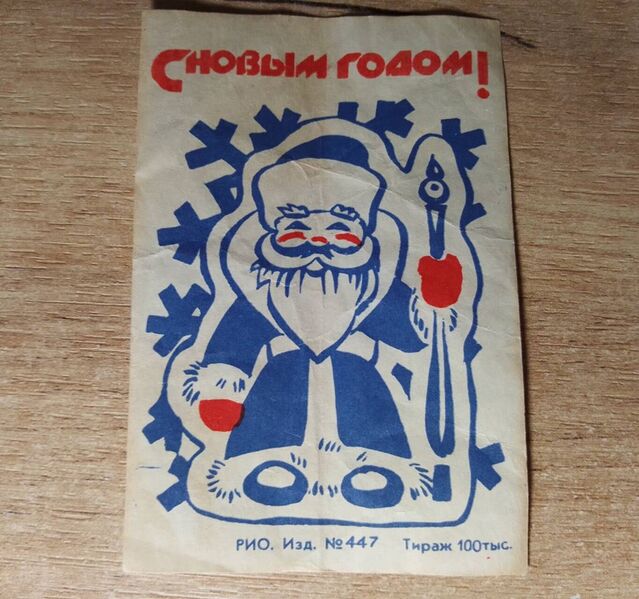 С НОВЫМ ГОДОМ!
РИО. Изд. №447 Тираж 100тыс.